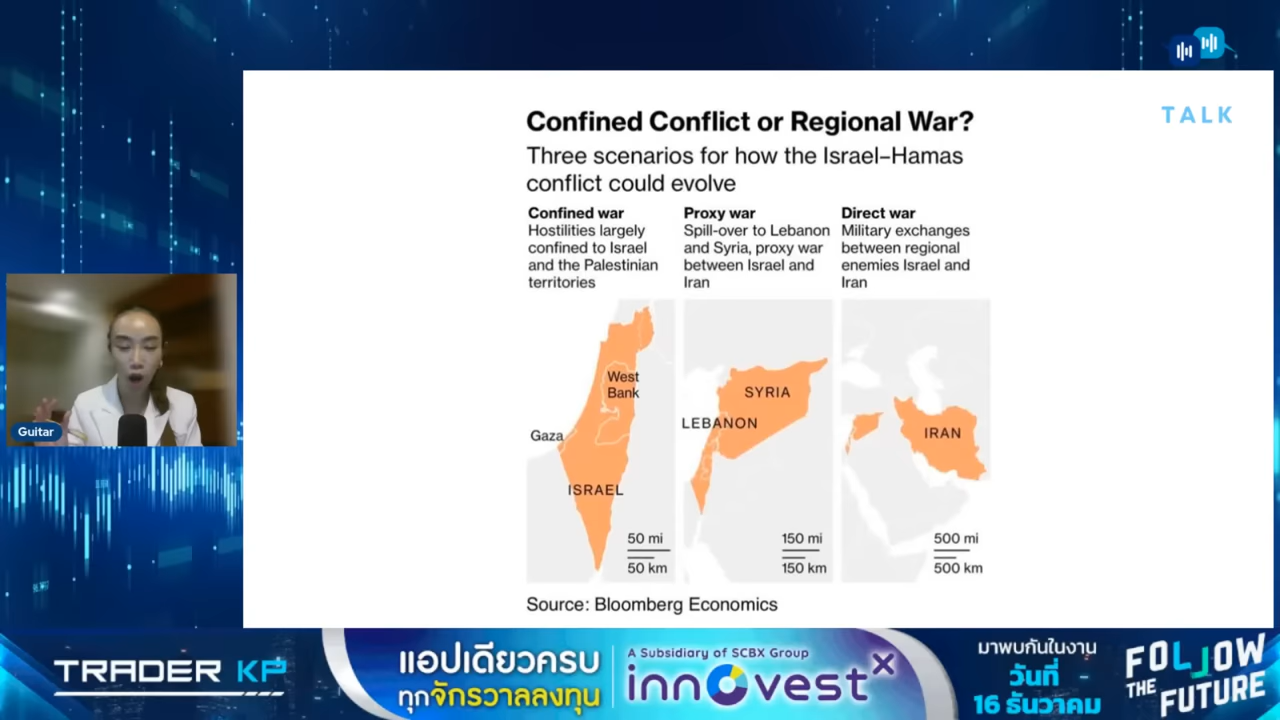 TALK
Confined Conflict or Regional War?
Three scenarios for how the Israel–Hamas
conflict could evolve
Confined war
Hostilities largely
confined to Israel
and the Palestinian
territories
Proxy war
Spill-over to Lebanon
and Syria, proxy war
between Israel and
Iran
Direct war
Military exchanges
between regional
enemies Israel and
Iran
West
Bank
Gaza
ISRAEL
50 mi
50 km
SYRIA
LEBANON
150 mi
150 km
IRAN
500 mi
500 km
Source: Bloomberg Economics
Guitar
TRADER KP
แอปเดียวครบ
ทุกจักรวาลลงทุน
A Subsidiary of SCBX Group
innovestx
มาพบกันในงาน
วันที่
16 ธันวาคม
FOLLOW
THE FUTURE